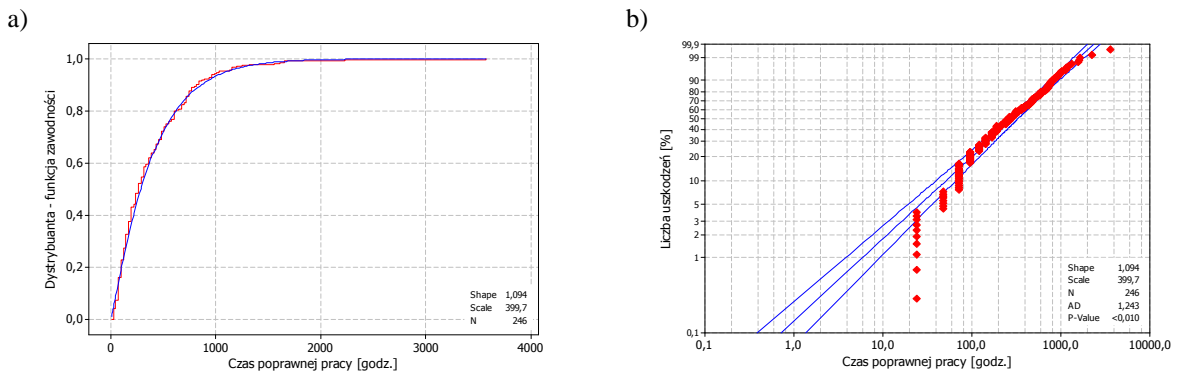 a)
Dystrybuanta - funkcja zawodności
1,0
0,8
0,6
0,4
0,2
0,0
Shape 1,094
Scale 399,7
N 246
0 1000 2000 3000 4000
Czas poprawnej pracy [godz.]
b)
Liczba uszkodzeń [%]
99,9
99
90
80
70
60
50
40
30
20
10
5
3
2
1
0,1
Shape 1,094
Scale 399,7
N 246
AD 1,243
P-Value <0,010
0,1 1,0 10,0 100,0 1000,0 10000,0
Czas poprawnej pracy [godz.]